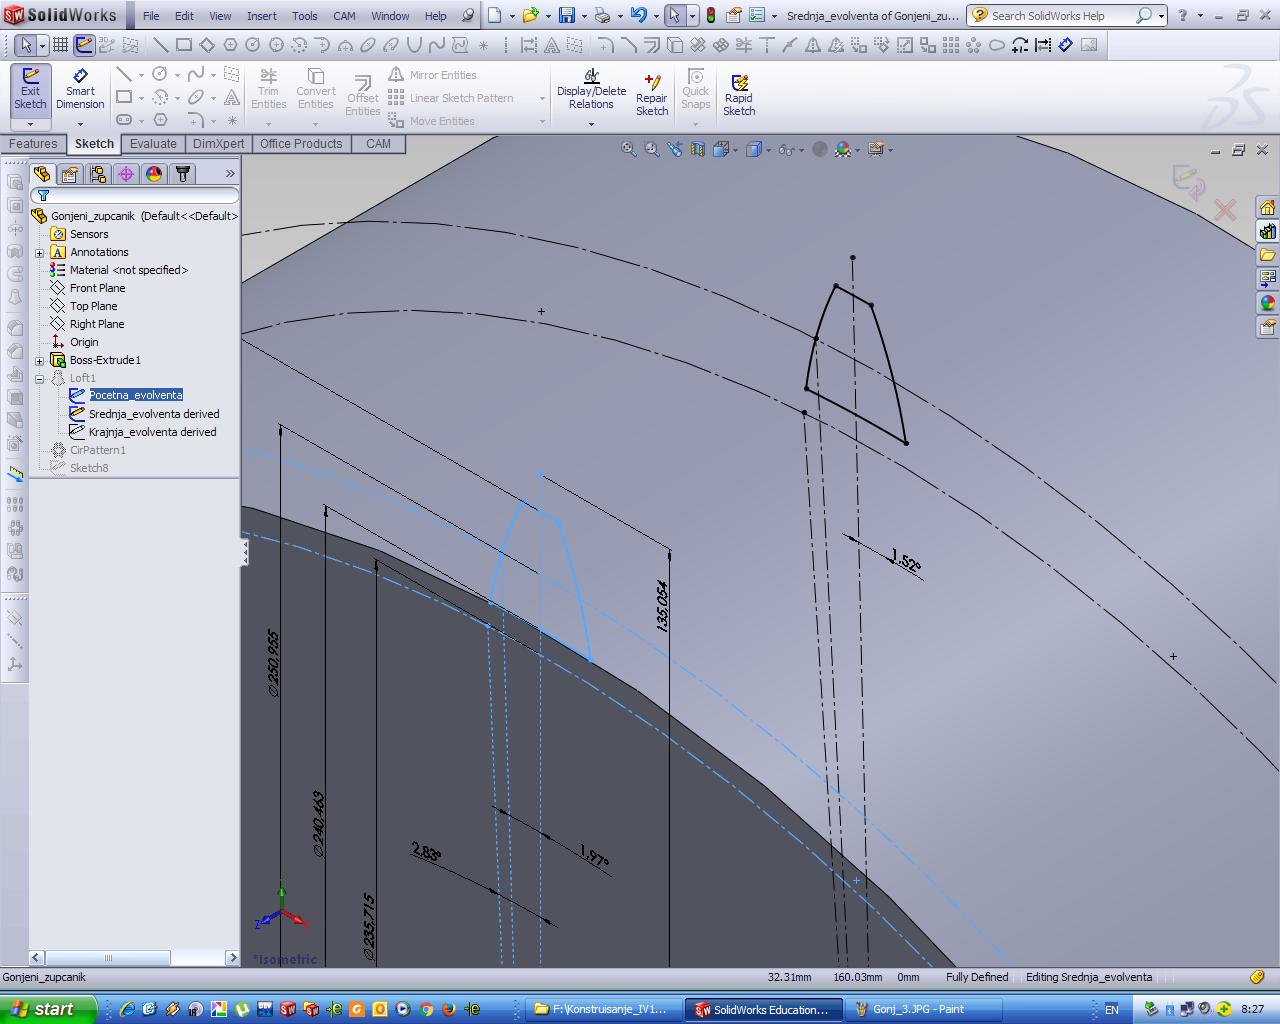 SolidWorks
File Edit View Insert Tools CAM Window Help
Srednja_evolventa of Gonjeni_zu...
Search SolidWorks Help
Exit Sketch
Smart Dimension
Trim Entities
Convert Entities
Offset Entities
Mirror Entities
Linear Sketch Pattern
Move Entities
Display/Delete Relations
Repair Sketch
Quick Snaps
Rapid Sketch
Features Sketch Evaluate DimXpert Office Products CAM
Gonjeni_zupcanik (Default<<Default>
Sensors
Annotations
Material <not specified>
Front Plane
Top Plane
Right Plane
Origin
Boss-Extrude1
Loft1
Pocetna_evolventa
Srednja_evolventa derived
Krajnja_evolventa derived
CirPattern1
Sketch8
1,52°
135,054
∅250,955
∅240,463
∅235,715
2,83°
1,97°
Z
*Isometric
Gonjeni_zupcanik
32.31mm 160.03mm 0mm Fully Defined Editing Srednja_evolventa
start
F:\Konstruisanje_IV1...
SolidWorks Education...
Gonj_3.JPG - Paint
EN
8:27